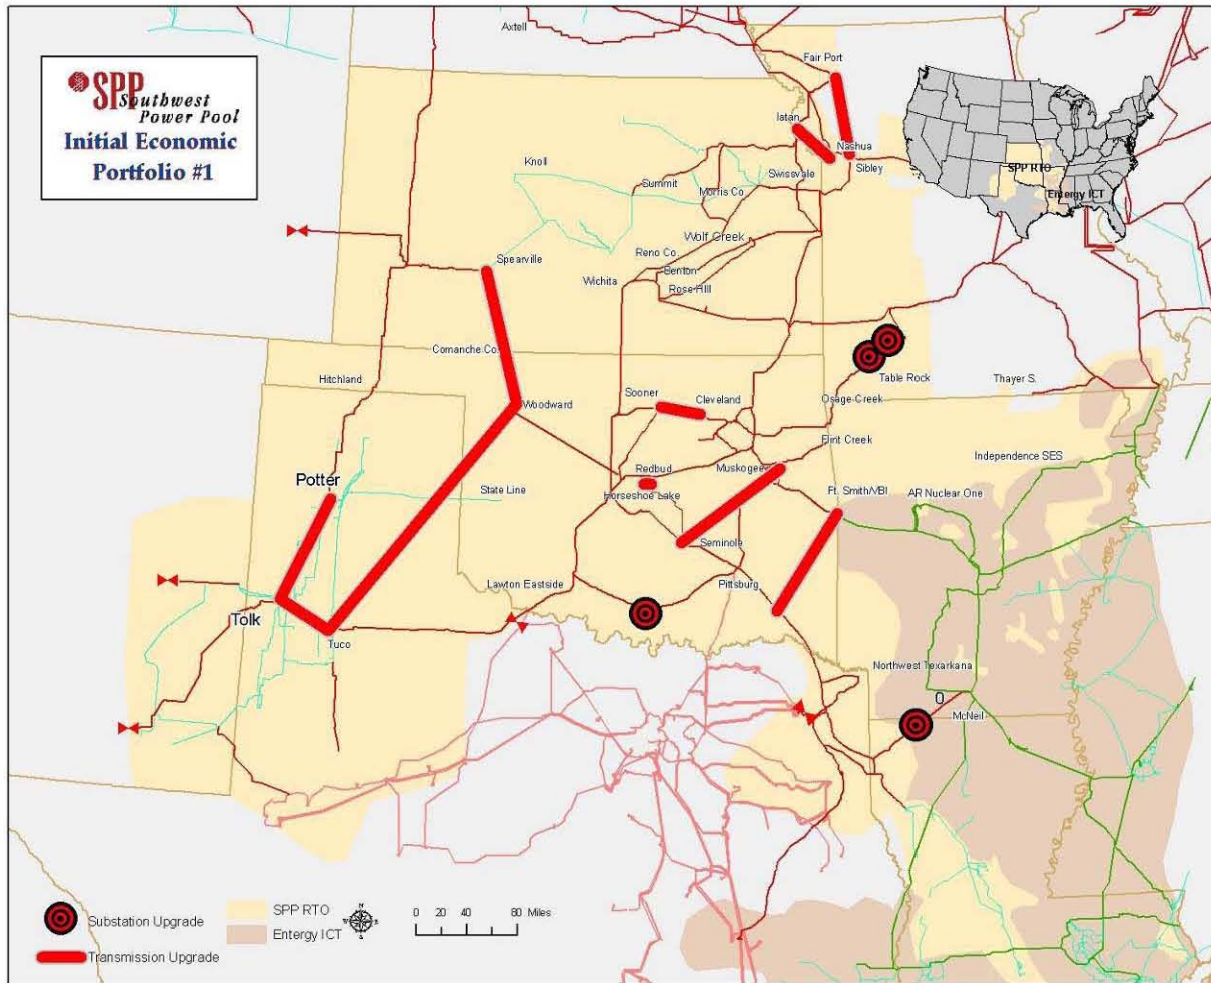 SPP
Southwest
Power Pool
Initial Economic
Portfolio #1
Axtell
Fair Port
Iatan
Nashua
Knoll
Swissvale
Sibley
Summit
Morris Co
SPP RTO
Entergy ICT
Wolf Creek
Reno Co.
Spearville
Benton
Wichita
Rose Hill
Comanche Co.
Hitchland
Table Rock
Thayer S.
Sooner
Cleveland
Osage Creek
Woodward
Flint Creek
Independence SES
Redbud
Muskogee
Potter
State Line
Horseshoe Lake
Ft. Smith/VBI
AR Nuclear One
Seminole
Lawton Eastside
Pittsburg
Tolk
Tuco
Northwest Texarkana
0
McNeil
Substation Upgrade
Transmission Upgrade
SPP RTO
Entergy ICT
N
W
E
S
0 20 40 80 Miles